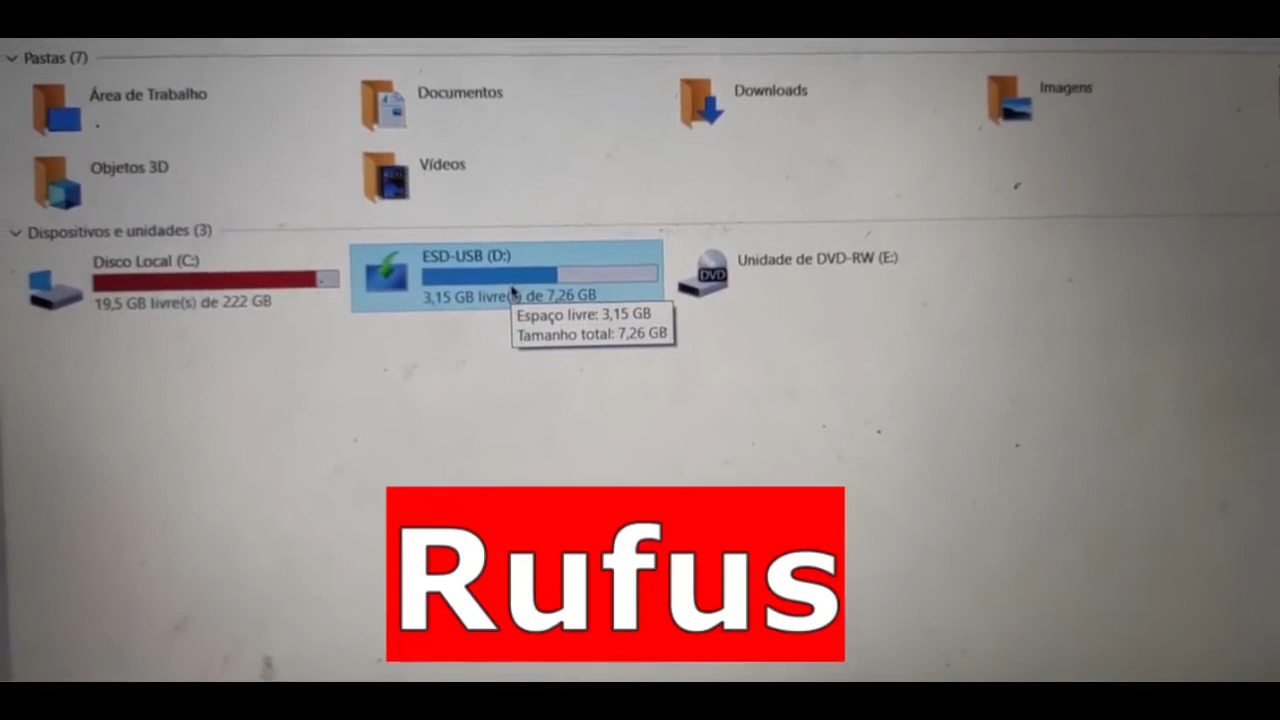 Pastas (7)
Área de Trabalho
Documentos
Downloads
Imagens
Objetos 3D
Vídeos
Dispositivos e unidades (3)
Disco Local (C:)
19,5 GB livre(s) de 222 GB
ESD-USB (D:)
3,15 GB livre(s) de 7,26 GB
Unidade de DVD-RW (E:)
DVD
Espaço livre: 3,15 GB
Tamanho total: 7,26 GB
Rufus